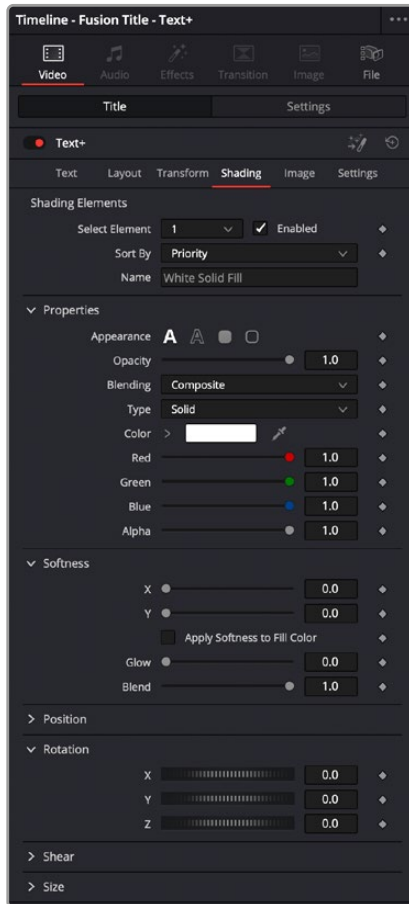 Timeline - Fusion Title - Text+
Video Audio Effects Transition Image File
Title Settings
Text+
Text Layout Transform Shading Image Settings
Shading Elements
Select Element 1 Enabled
Sort By Priority
Name White Solid Fill
Properties
Appearance A A
Opacity 1.0
Blending Composite
Type Solid
Color
Red 1.0
Green 1.0
Blue 1.0
Alpha 1.0
Softness
X 0.0
Y 0.0
Apply Softness to Fill Color
Glow 0.0
Blend 1.0
Position
Rotation
X 0.0
Y 0.0
Z 0.0
Shear
Size